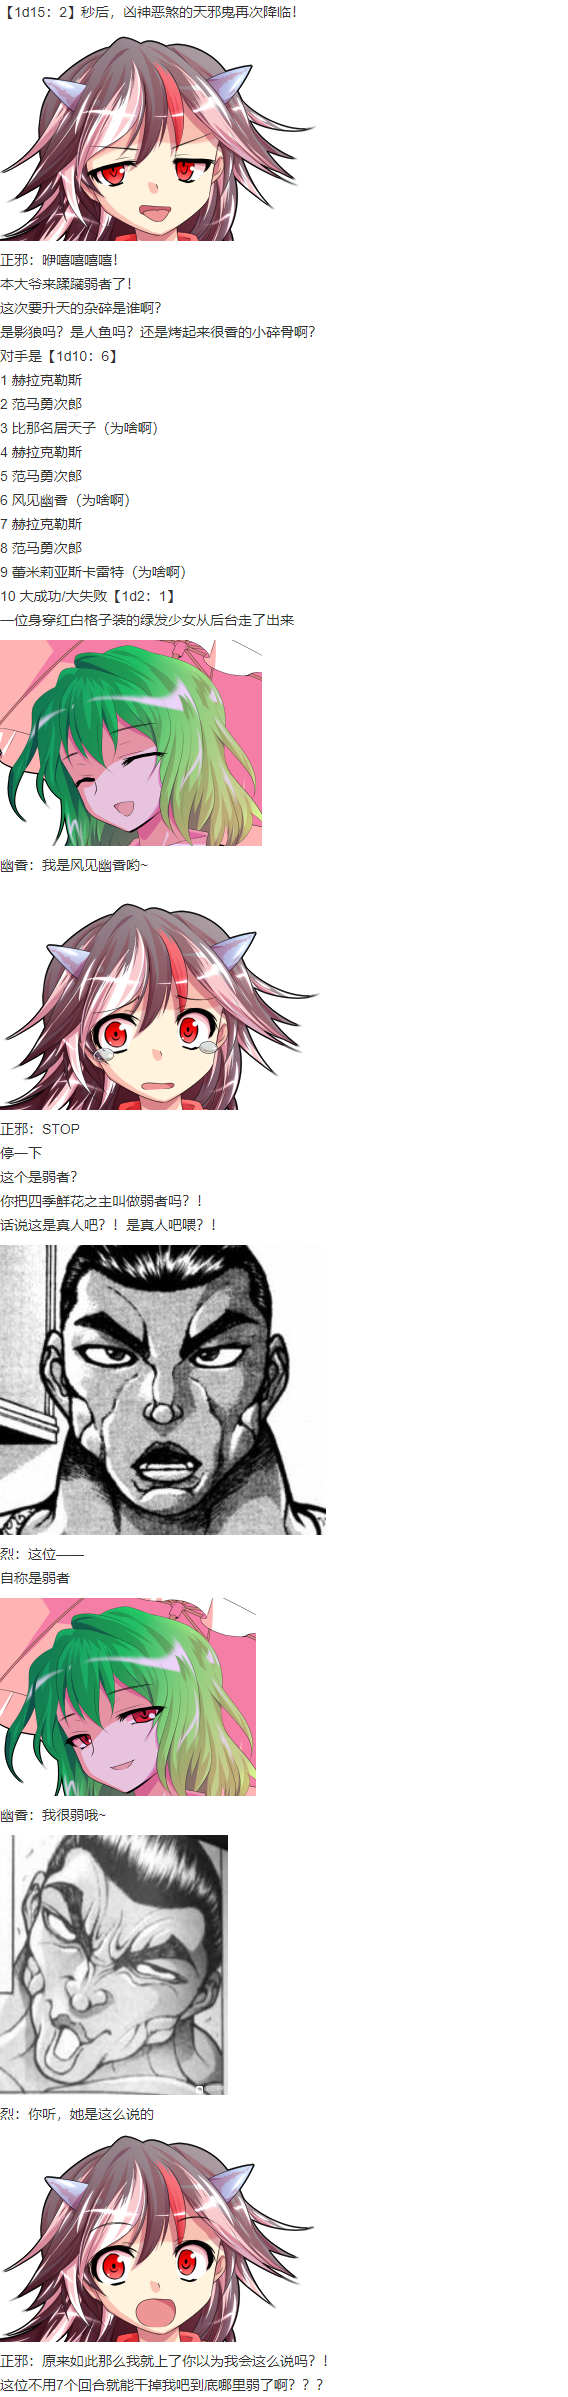 【1d15：2】秒后，凶神恶煞的天邪鬼再次降临！
正邪：咿嘻嘻嘻嘻！
本大爷来蹂躏弱者了！
这次要升天的杂碎是谁啊？
是影狼吗？是人鱼吗？还是烤起来很香的小碎骨啊？
对手是【1d10：6】
1 赫拉克勒斯
2 范马勇次郎
3 比那名居天子（为啥啊）
4 赫拉克勒斯
5 范马勇次郎
6 风见幽香（为啥啊）
7 赫拉克勒斯
8 范马勇次郎
9 蕾米莉亚斯卡雷特（为啥啊）
10 大成功/大失败【1d2：1】
一位身穿红白格子装的绿发少女从后台走了出来
幽香：我是风见幽香哟~
正邪：STOP
停一下
这个是弱者？
你把四季鲜花之主叫做弱者吗？！
话说这是真人吧？！是真人吧喂？！
烈：这位——
自称是弱者
幽香：我很弱哦~
烈：你听，她是这么说的
正邪：原来如此那么我就上了你以为我会这么说吗？！
这位不用7个回合就能干掉我吧到底哪里弱了啊？？？